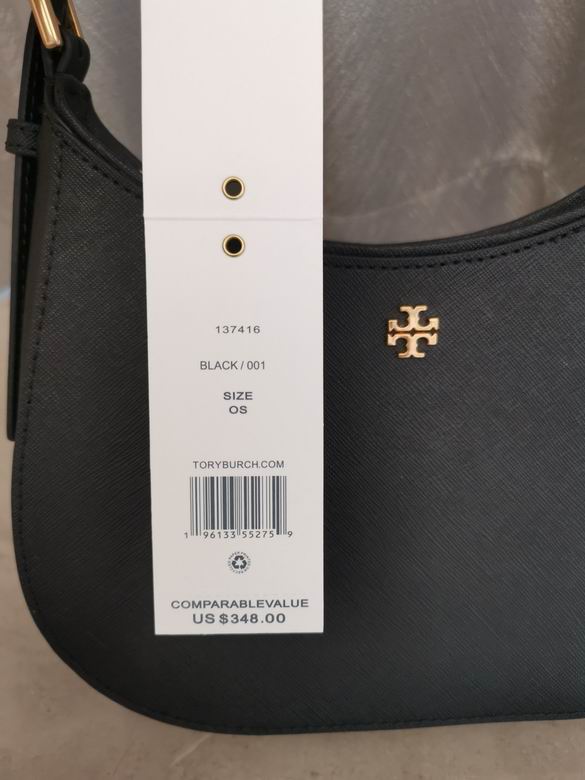 137416
BLACK / 001
SIZE
OS
TORYBURCH.COM
1 96133 55275 9
COMPARABLEVALUE
US $348.00